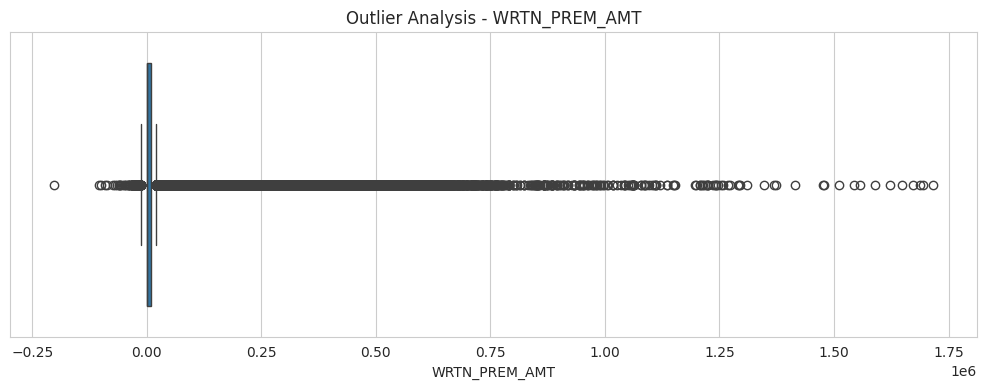 Outlier Analysis - WRTN_PREM_AMT
−0.25 0.00 0.25 0.50 0.75 1.00 1.25 1.50 1.75
1e6
WRTN_PREM_AMT